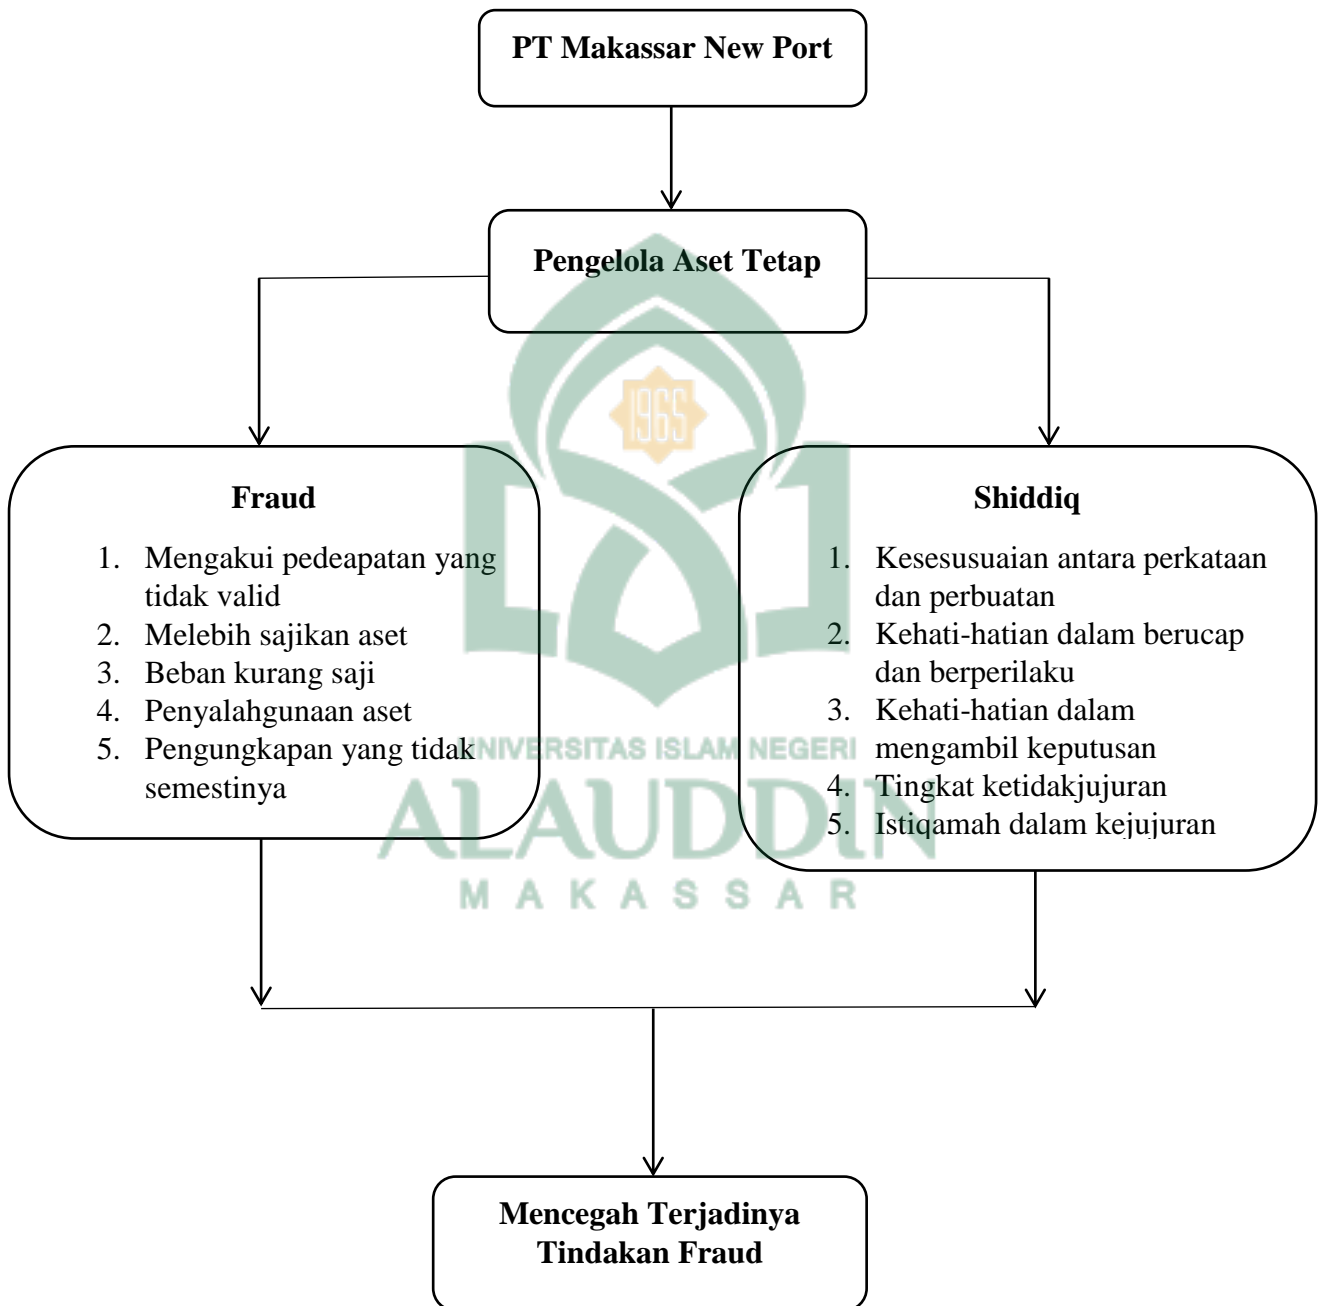 PT Makassar New Port
Pengelola Aset Tetap
1965
Fraud
1. Mengakui pedeapatan yang
tidak valid
2. Melebih sajikan aset
3. Beban kurang saji
4. Penyalahgunaan aset
5. Pengungkapan yang tidak
semestinya
Shiddiq
1. Kesesusuaian antara perkataan
dan perbuatan
2. Kehati-hatian dalam berucap
dan berperilaku
3. Kehati-hatian dalam
mengambil keputusan
4. Tingkat ketidakjujuran
5. Istiqamah dalam kejujuran
UNIVERSITAS ISLAM NEGERI
ALAUDDIN
MAKASSAR
Mencegah Terjadinya
Tindakan Fraud